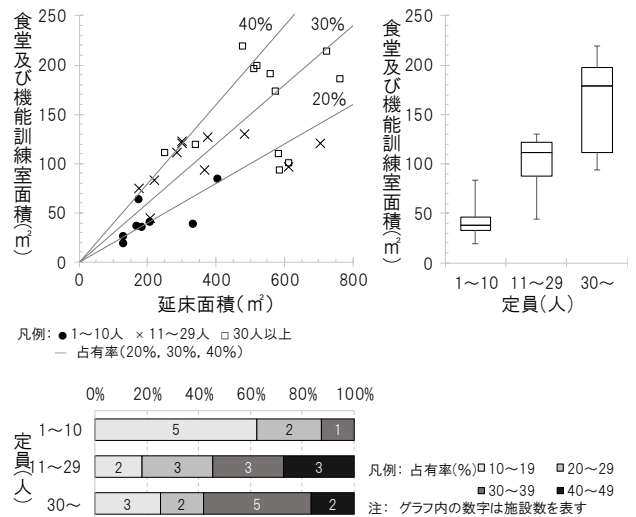 食堂及び機能訓練室面積(㎡)
250
200
150
100
50
0
40%
30%
20%
0 200 400 600 800
延床面積(㎡)
食堂及び機能訓練室面積(㎡)
250
200
150
100
50
0
1～10 11～29 30～
定員(人)
凡例: ● 1～10人 × 11～29人 □ 30人以上
― 占有率(20%, 30%, 40%)
0% 20% 40% 60% 80% 100%
定員(人)
1～10 5 2 1
11～29 2 3 3 3
30～ 3 2 5 2
凡例: 占有率(%) □ 10～19 ■ 20～29
■ 30～39 ■ 40～49
注: グラフ内の数字は施設数を表す